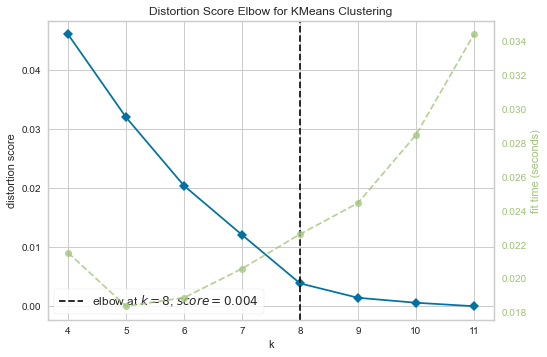 Distortion Score Elbow for KMeans Clustering
distortion score
0.04
0.03
0.02
0.01
0.00
elbow at k = 8, score = 0.004
4 5 6 7 8 9 10 11
k
0.034
0.032
0.030
0.028
0.026
0.024
0.022
0.020
0.018
fit time (seconds)